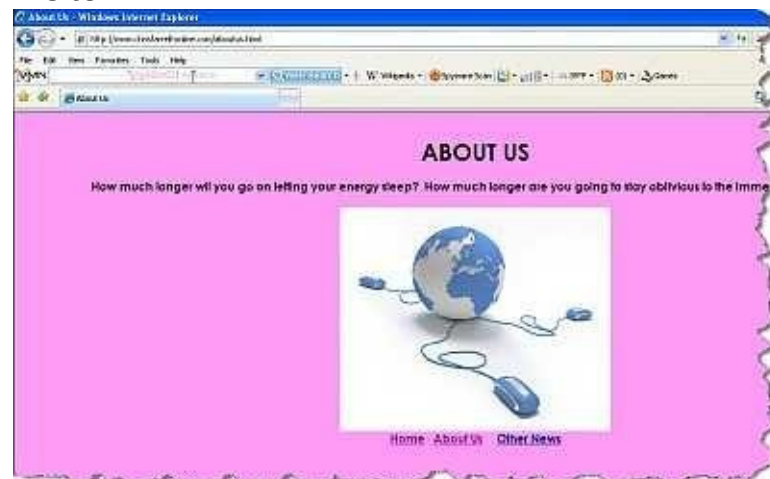 About Us - Windows Internet Explorer
File Edit View Favorites Tools Help
Wikipedia Spyware Scan Games
About Us
ABOUT US
How much longer will you go on letting your energy sleep? How much longer are you going to stay oblivious to the imme
Home About Us Other News